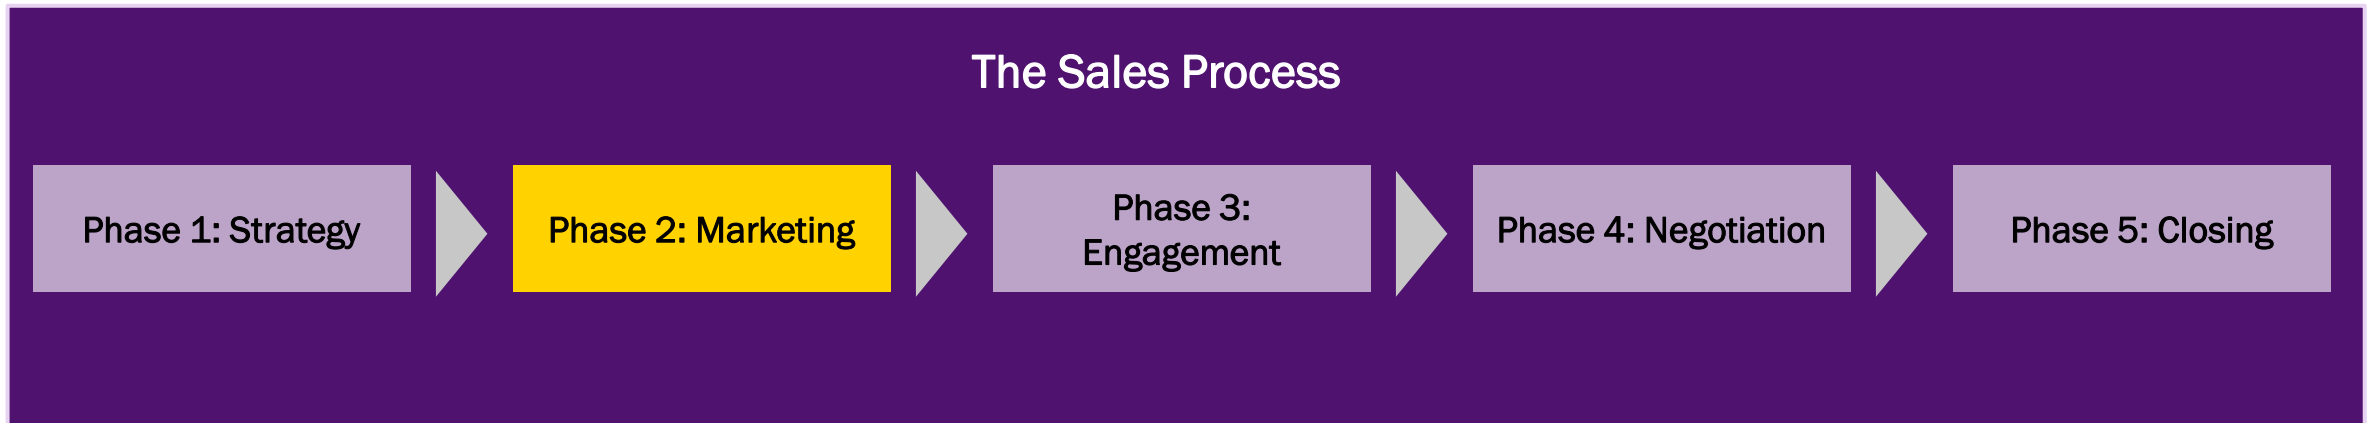 The Sales Process
Phase 1: Strategy
Phase 2: Marketing
Phase 3:
Engagement
Phase 4: Negotiation
Phase 5: Closing